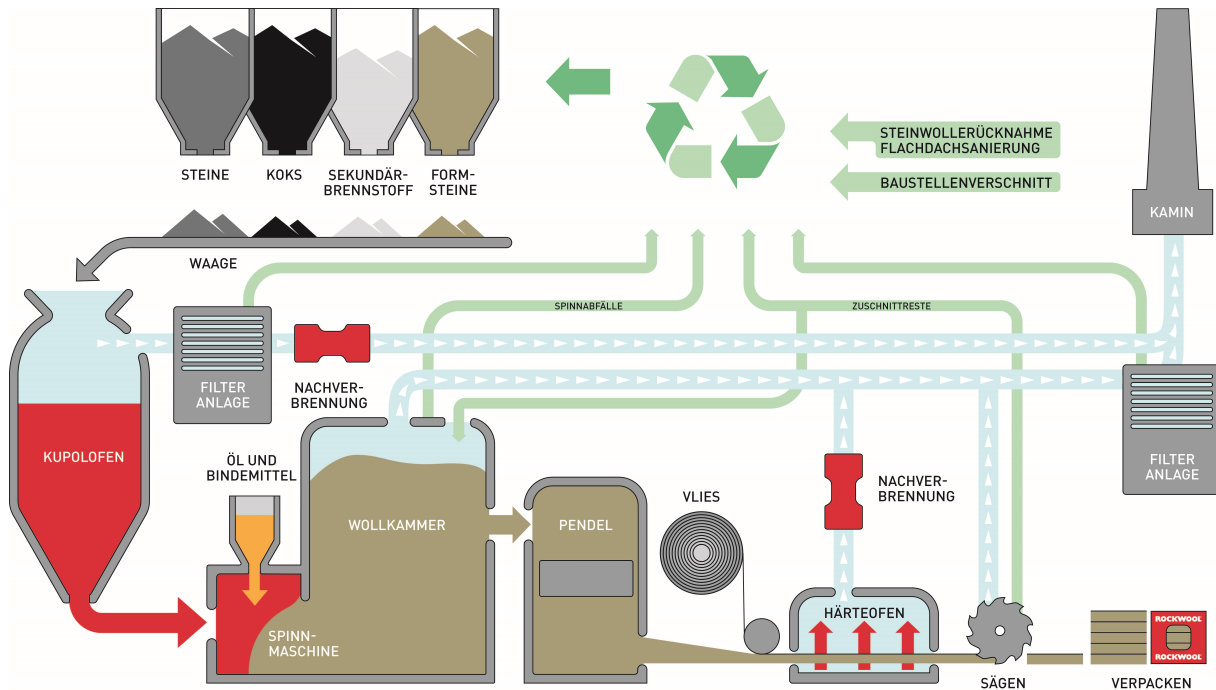 STEINE
KOKS
SEKUNDÄR-
BRENNSTOFF
FORM-
STEINE
STEINWOLLERÜCKNAHME
FLACHDACHSANIERUNG
BAUSTELLENVERSCHNITT
KAMIN
WAAGE
SPINNABFÄLLE
ZUSCHNITTRESTE
FILTER
ANLAGE
NACHVER-
BRENNUNG
KUPOLOFEN
ÖL UND
BINDEMITTEL
WOLLKAMMER
PENDEL
VLIES
NACHVER-
BRENNUNG
FILTER
ANLAGE
SPINN-
MASCHINE
HÄRTEOFEN
SÄGEN
ROCKWOOL
ROCKWOOL
VERPACKEN